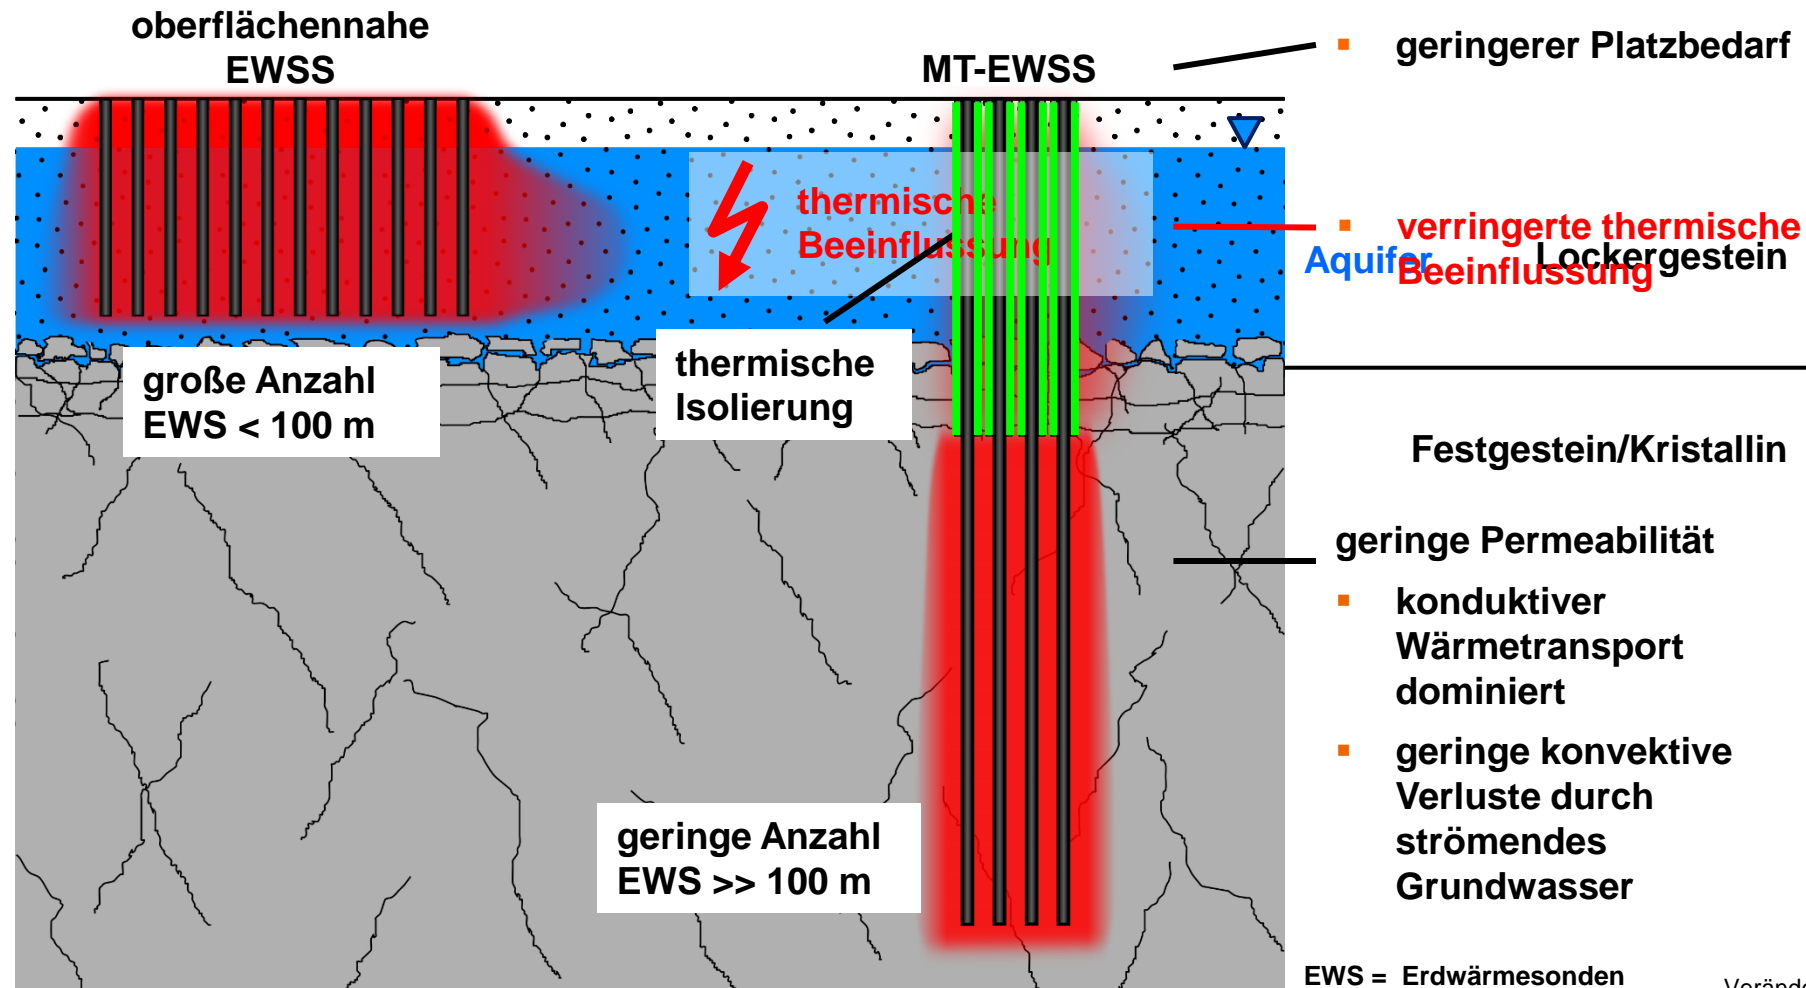 oberflächennahe
EWSS
MT-EWSS
▪ geringerer Platzbedarf
thermische
Beeinflussung
▪ verringerte thermische
Beeinflussung
Aquifer
Lockergestein
thermische
Isolierung
große Anzahl
EWS < 100 m
Festgestein/Kristallin
geringe Permeabilität
▪ konduktiver
Wärmetransport
dominiert
▪ geringe konvektive
Verluste durch
strömendes
Grundwasser
geringe Anzahl
EWS >> 100 m
EWS = Erdwärmesonden